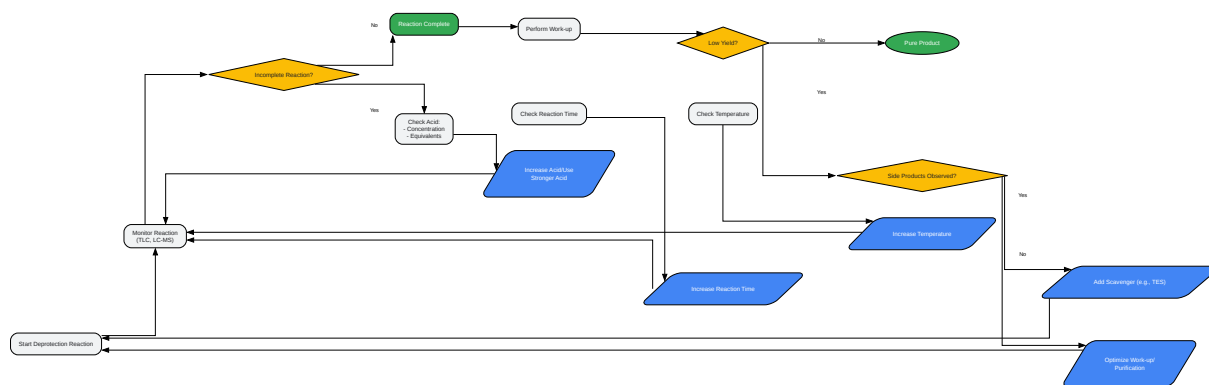 No
Reaction Complete
Perform Work-up
Low Yield?
No
Pure Product
Incomplete Reaction?
Yes
Yes
Check Acid:
- Concentration
- Equivalents
Check Reaction Time
Check Temperature
Increase Acid/Use
Stronger Acid
Side Products Observed?
Yes
Monitor Reaction
(TLC, LC-MS)
Increase Temperature
No
Increase Reaction Time
Add Scavenger (e.g., TES)
Start Deprotection Reaction
Optimize Work-up/
Purification